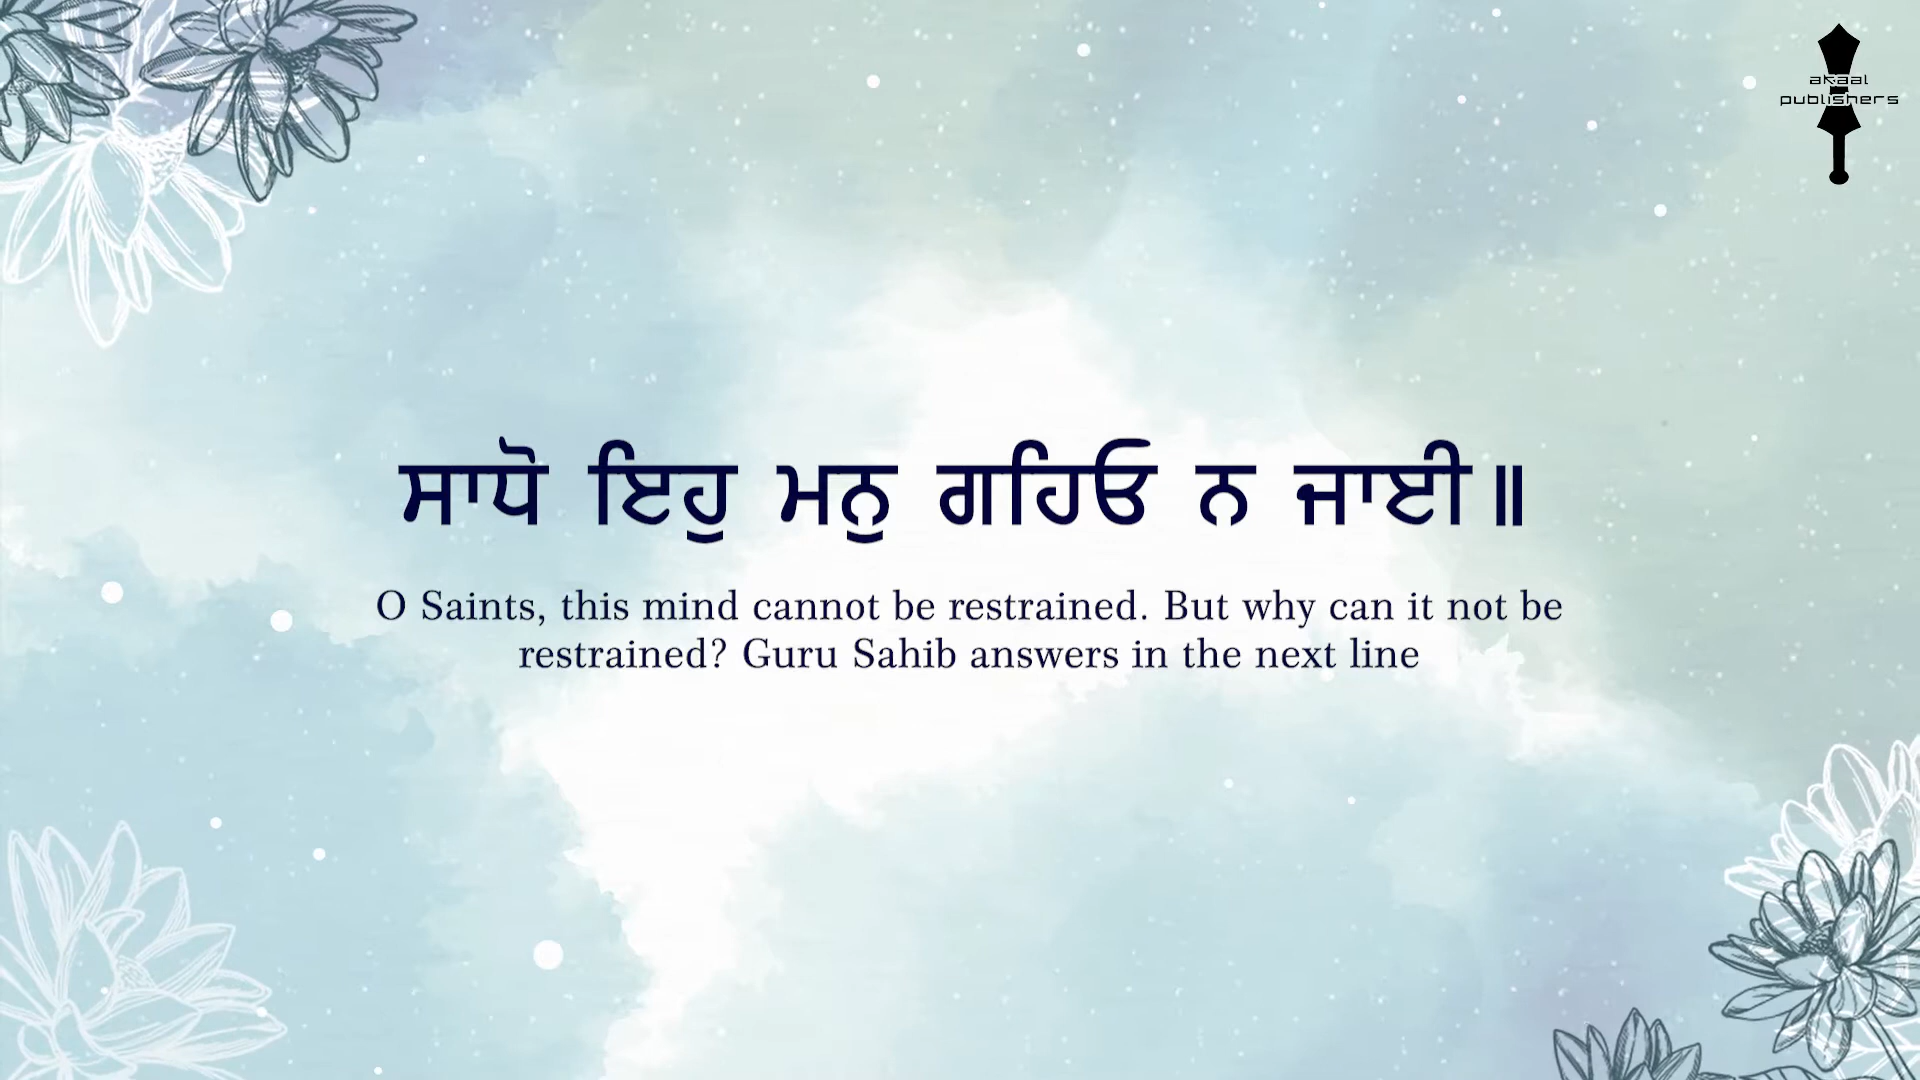 akaal
publishers
ਸਾਧੋ ਇਹੁ ਮਨੁ ਗਹਿਓ ਨ ਜਾਈ॥
O Saints, this mind cannot be restrained. But why can it not be
restrained? Guru Sahib answers in the next line